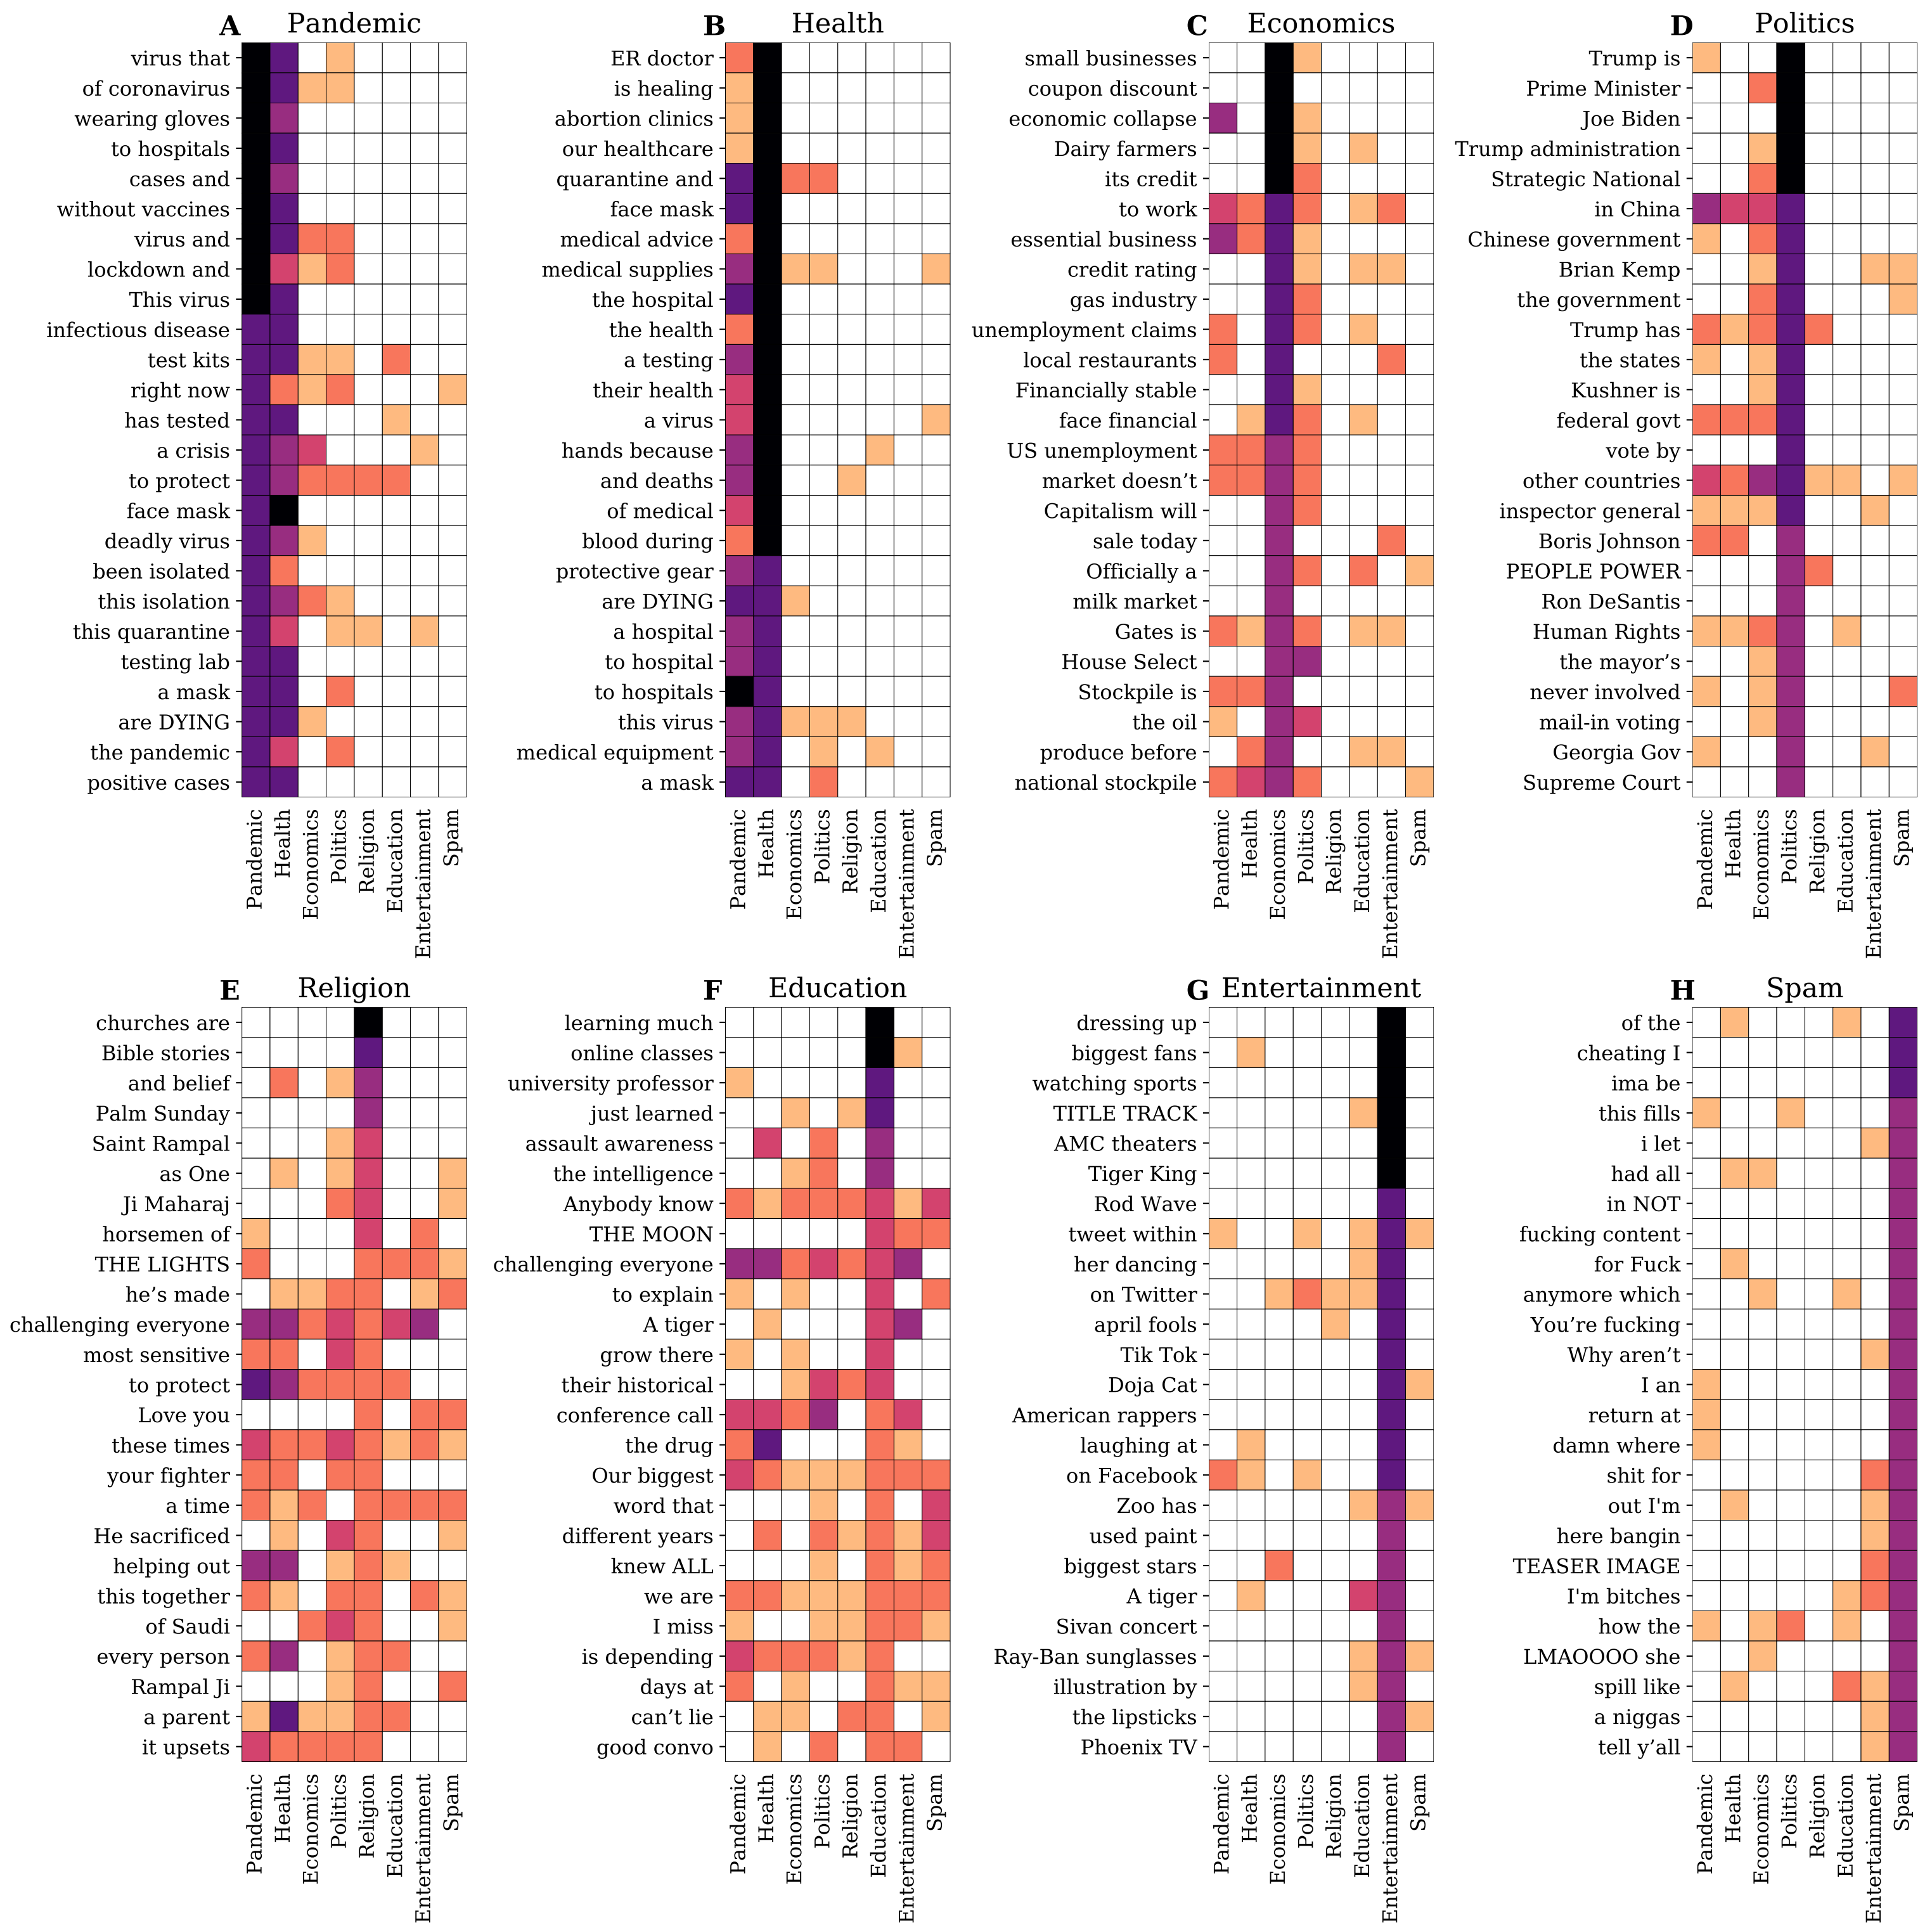 A Pandemic
virus that
of coronavirus
wearing gloves
to hospitals
cases and
without vaccines
virus and
lockdown and
This virus
infectious disease
test kits
right now
has tested
a crisis
to protect
face mask
deadly virus
been isolated
this isolation
this quarantine
testing lab
a mask
are DYING
the pandemic
positive cases
Pandemic
Health
Economics
Politics
Religion
Education
Entertainment
Spam
B Health
ER doctor
is healing
abortion clinics
our healthcare
quarantine and
face mask
medical advice
medical supplies
the hospital
the health
a testing
their health
a virus
hands because
and deaths
of medical
blood during
protective gear
are DYING
a hospital
to hospital
to hospitals
this virus
medical equipment
a mask
Pandemic
Health
Economics
Politics
Religion
Education
Entertainment
Spam
C Economics
small businesses
coupon discount
economic collapse
Dairy farmers
its credit
to work
essential business
credit rating
gas industry
unemployment claims
local restaurants
Financially stable
face financial
US unemployment
market doesn’t
Capitalism will
sale today
Officially a
milk market
Gates is
House Select
Stockpile is
the oil
produce before
national stockpile
Pandemic
Health
Economics
Politics
Religion
Education
Entertainment
Spam
D Politics
Trump is
Prime Minister
Joe Biden
Trump administration
Strategic National
in China
Chinese government
Brian Kemp
the government
Trump has
the states
Kushner is
federal govt
vote by
other countries
inspector general
Boris Johnson
PEOPLE POWER
Ron DeSantis
Human Rights
the mayor’s
never involved
mail-in voting
Georgia Gov
Supreme Court
Pandemic
Health
Economics
Politics
Religion
Education
Entertainment
Spam
E Religion
churches are
Bible stories
and belief
Palm Sunday
Saint Rampal
as One
Ji Maharaj
horsemen of
THE LIGHTS
he’s made
challenging everyone
most sensitive
to protect
Love you
these times
your fighter
a time
He sacrificed
helping out
this together
of Saudi
every person
Rampal Ji
a parent
it upsets
Pandemic
Health
Economics
Politics
Religion
Education
Entertainment
Spam
F Education
learning much
online classes
university professor
just learned
assault awareness
the intelligence
Anybody know
THE MOON
challenging everyone
to explain
A tiger
grow there
their historical
conference call
the drug
Our biggest
word that
different years
knew ALL
we are
I miss
is depending
days at
can’t lie
good convo
Pandemic
Health
Economics
Politics
Religion
Education
Entertainment
Spam
G Entertainment
dressing up
biggest fans
watching sports
TITLE TRACK
AMC theaters
Tiger King
Rod Wave
tweet within
her dancing
on Twitter
april fools
Tik Tok
Doja Cat
American rappers
laughing at
on Facebook
Zoo has
used paint
biggest stars
A tiger
Sivan concert
Ray-Ban sunglasses
illustration by
the lipsticks
Phoenix TV
Pandemic
Health
Economics
Politics
Religion
Education
Entertainment
Spam
H Spam
of the
cheating I
ima be
this fills
i let
had all
in NOT
fucking content
for Fuck
anymore which
You’re fucking
Why aren’t
I an
return at
damn where
shit for
out I'm
here bangin
TEASER IMAGE
I'm bitches
how the
LMAOOOO she
spill like
a niggas
tell y’all
Pandemic
Health
Economics
Politics
Religion
Education
Entertainment
Spam